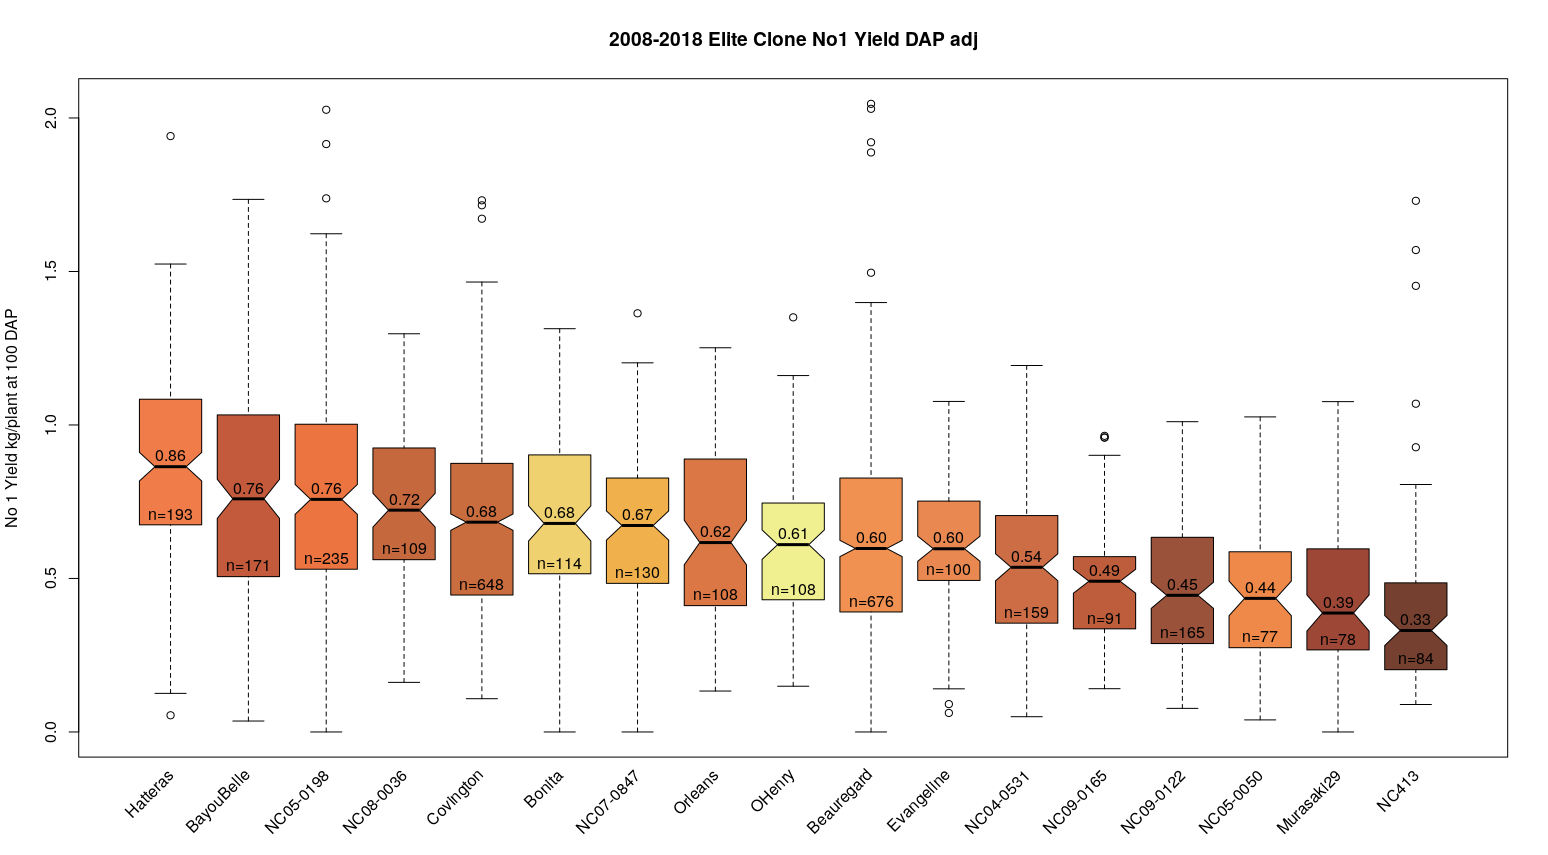 2008-2018 Elite Clone No1 Yield DAP adj
No 1 Yield kg/plant at 100 DAP
2.0
1.5
1.0
0.5
0.0
0.86
n=193
0.76
n=171
0.76
n=235
0.72
n=109
0.68
n=648
0.68
n=114
0.67
n=130
0.62
n=108
0.61
n=108
0.60
n=676
0.60
n=100
0.54
n=159
0.49
n=91
0.45
n=165
0.44
n=77
0.39
n=78
0.33
n=84
Hatteras
BayouBelle
NC05-0198
NC08-0036
Covington
Bonita
NC07-0847
Orleans
OHenry
Beauregard
Evangeline
NC04-0531
NC09-0165
NC09-0122
NC05-0050
Murasaki29
NC413